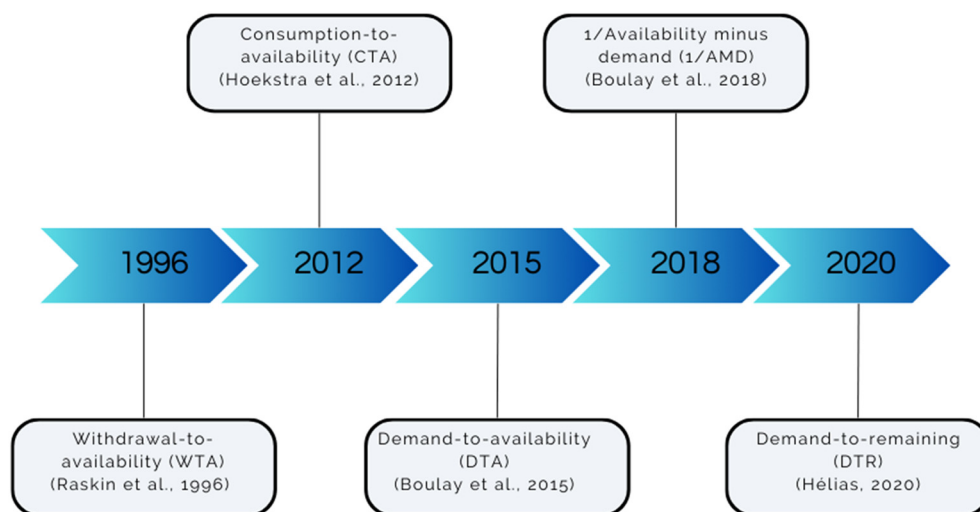 Consumption-to-
availability (CTA)
(Hoekstra et al., 2012)
1/Availability minus
demand (1/AMD)
(Boulay et al., 2018)
1996
2012
2015
2018
2020
Withdrawal-to-
availability (WTA)
(Raskin et al., 1996)
Demand-to-availability
(DTA)
(Boulay et al., 2015)
Demand-to-remaining
(DTR)
(Hélias, 2020)